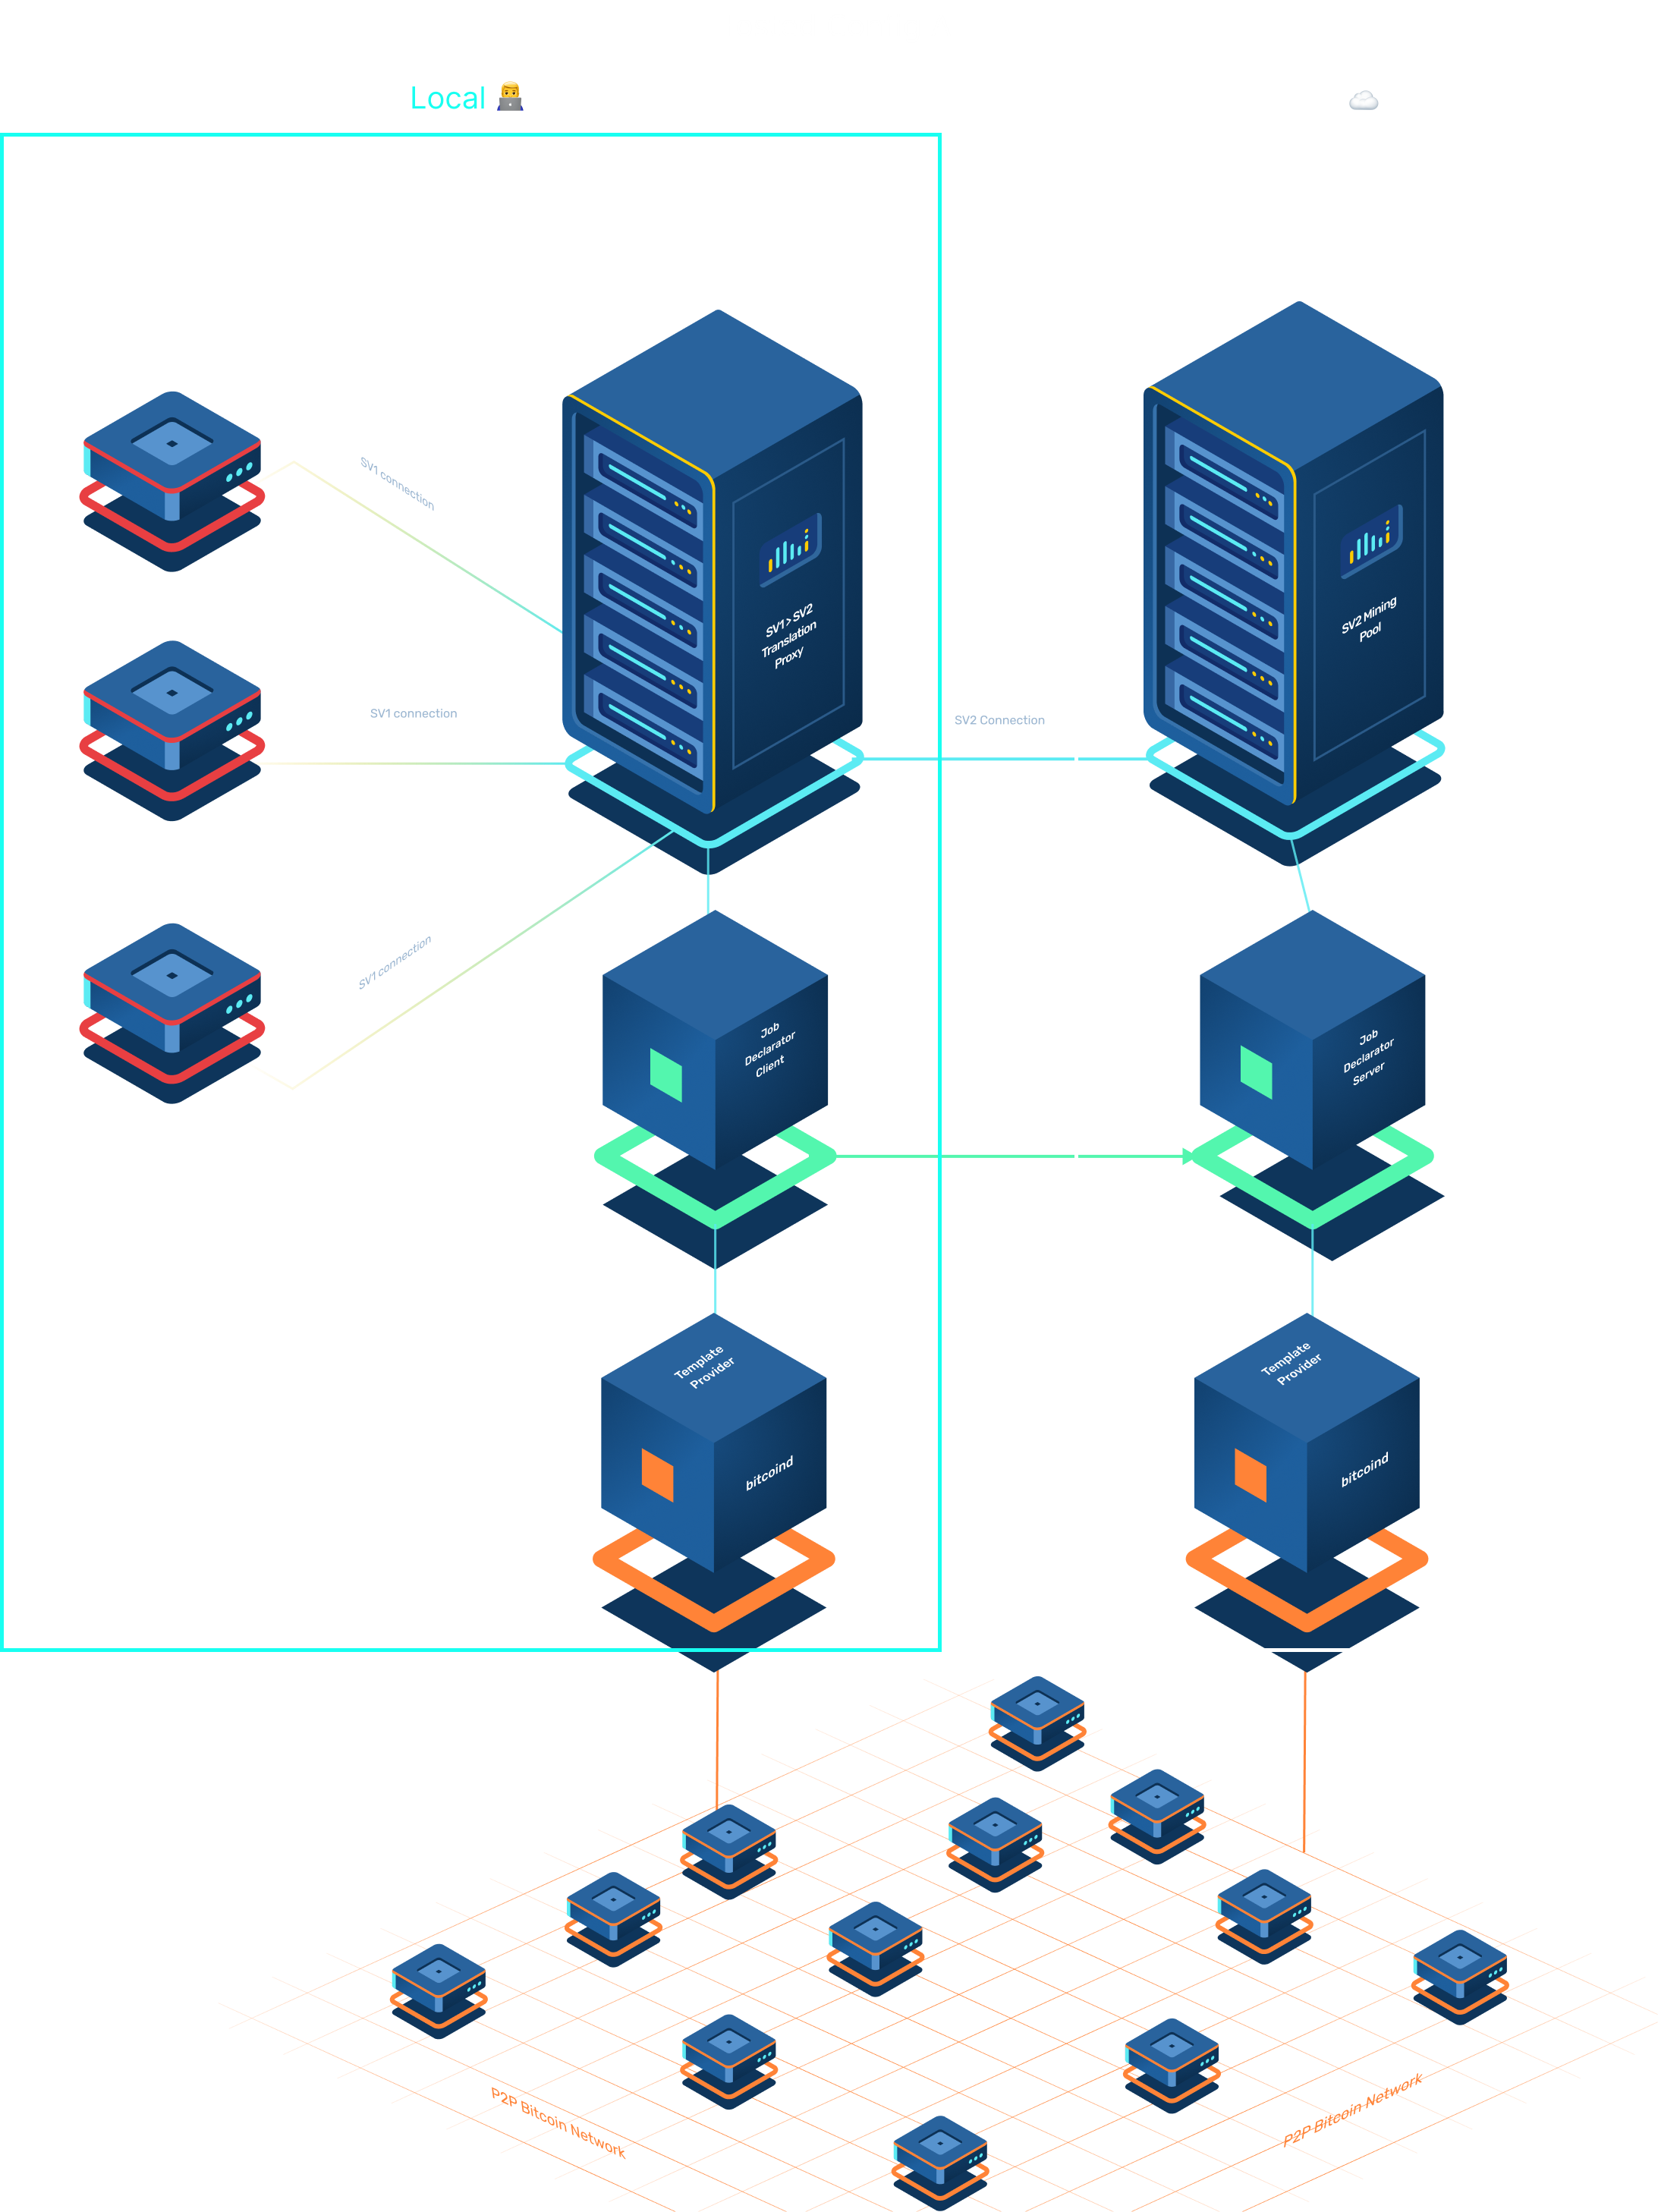 Local
SV1 connection
SV1 > SV2
Translation
Proxy
SV2 Mining
Pool
SV1 connection
SV2 Connection
SV1 connection
Job
Declarator
Client
Job
Declarator
Server
Template
Provider
bitcoind
Template
Provider
bitcoind
P2P Bitcoin Network
P2P Bitcoin Network